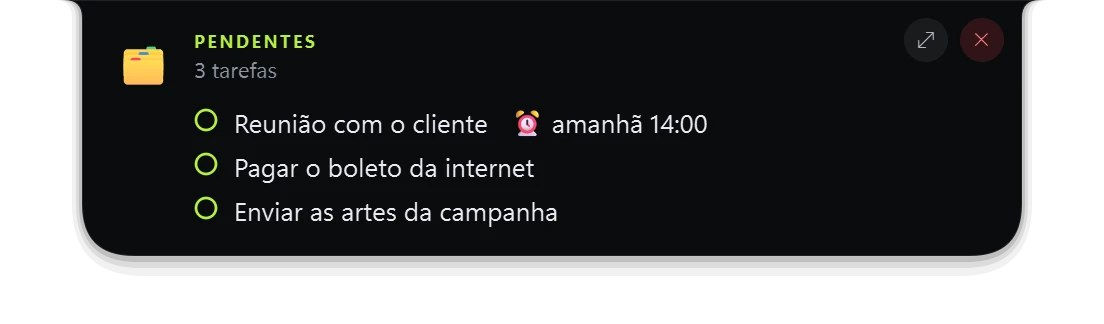 PENDENTES
3 tarefas
Reunião com o cliente ⏰ amanhã 14:00
Pagar o boleto da internet
Enviar as artes da campanha